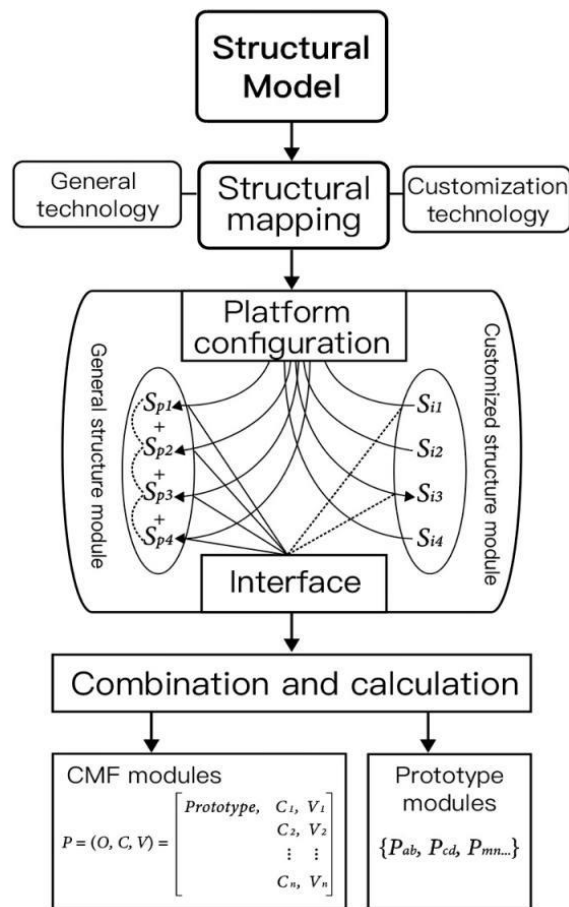 Structural
Model
General
technology
Structural
mapping
Customization
technology
Platform
configuration
General structure module
Customized structure module
Sp1
+
Sp2
+
Sp3
+
Sp4
Si1
Si2
Si3
Si4
Interface
Combination and calculation
CMF modules
P = (O, C, V) =
Prototype, C1, V1
C2, V2
⋮ ⋮
Cn, Vn
Prototype
modules
{Pab, Pcd, Pmn...}